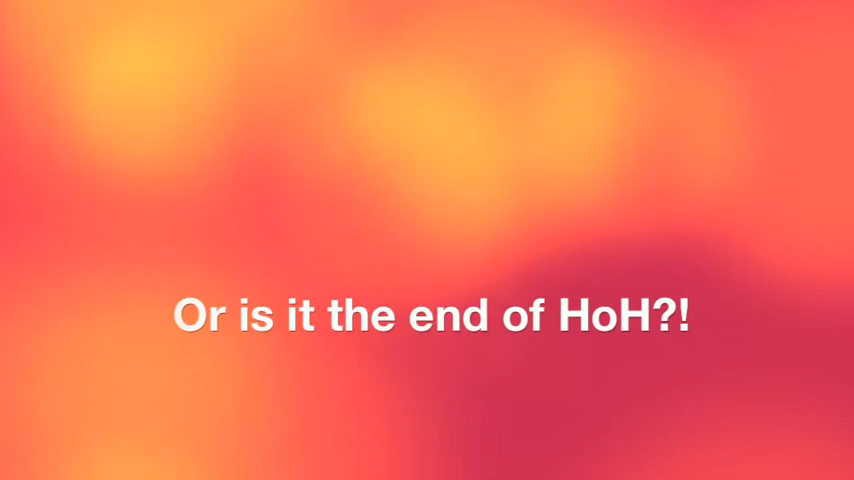 Or is it the end of HoH?!